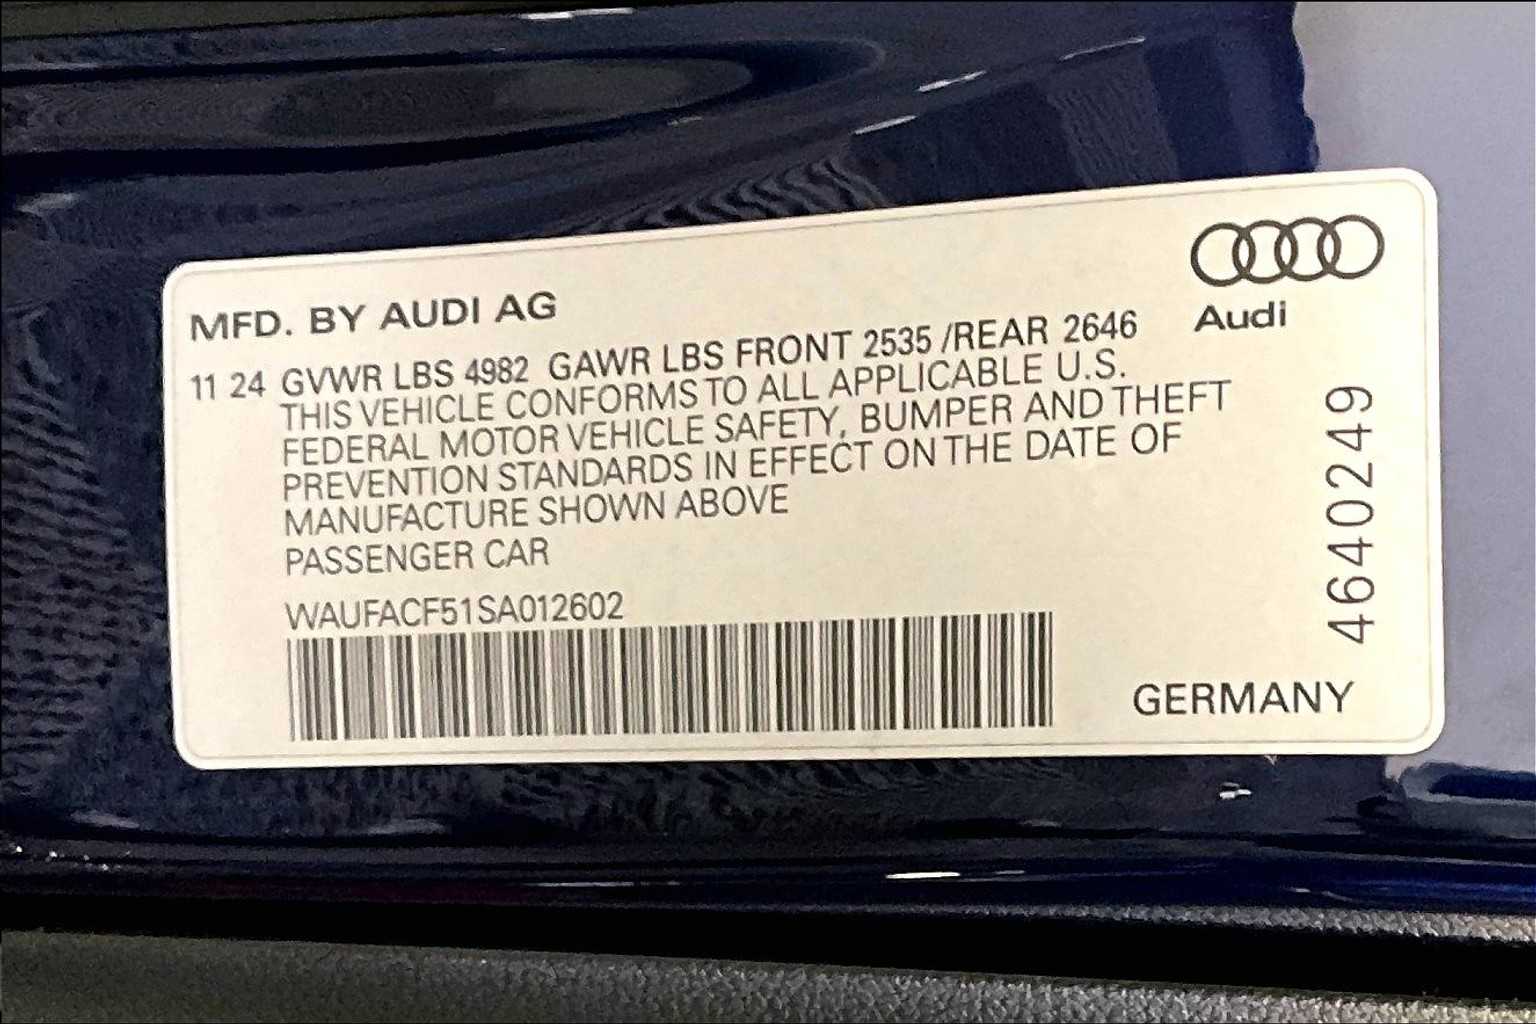 MFD. BY AUDI AG
Audi
11 24 GVWR LBS 4982 GAWR LBS FRONT 2535 /REAR 2646
THIS VEHICLE CONFORMS TO ALL APPLICABLE U.S.
FEDERAL MOTOR VEHICLE SAFETY, BUMPER AND THEFT
PREVENTION STANDARDS IN EFFECT ON THE DATE OF
MANUFACTURE SHOWN ABOVE
PASSENGER CAR
WAUFACF51SA012602
4640249
GERMANY